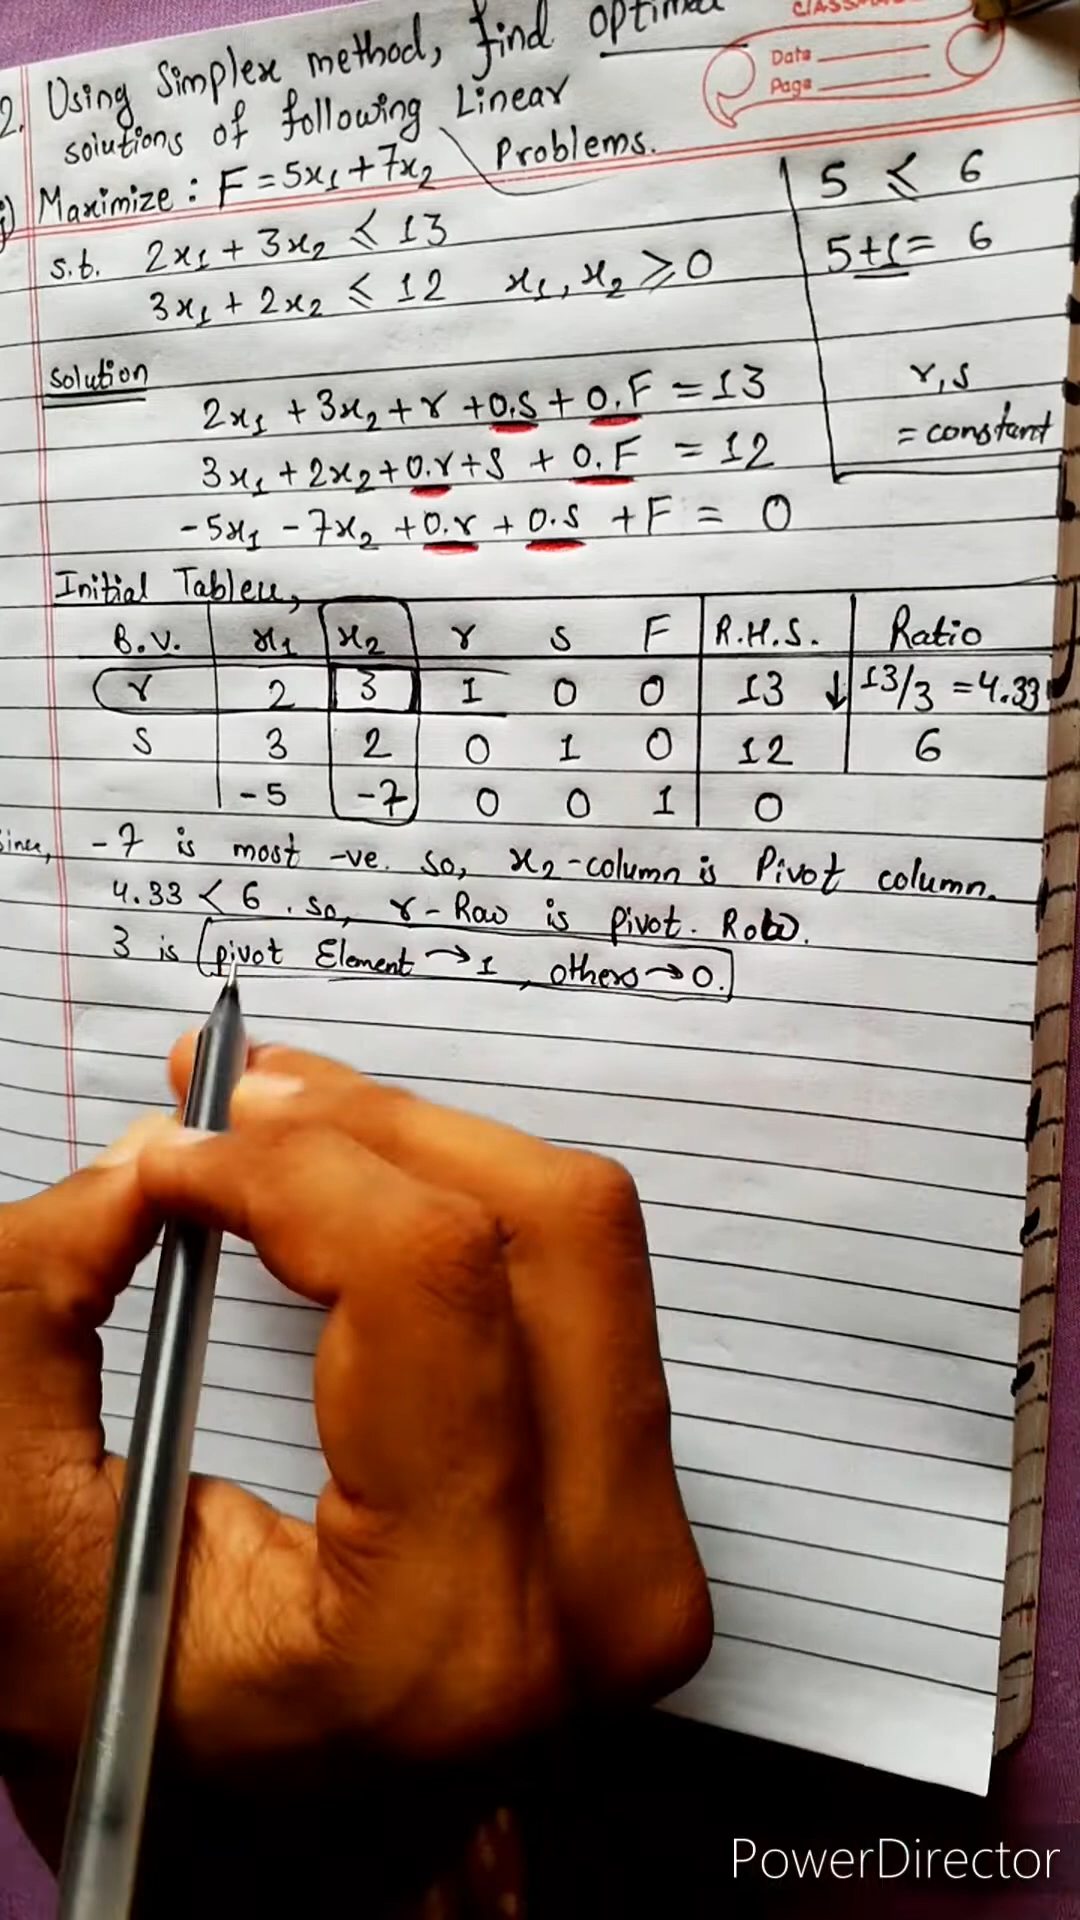 2. Using Simplex method, find optimal
solutions of following Linear
Problems.
i) Maximize : F = 5x₁ + 7x₂
s.t. 2x₁ + 3x₂ ⩽ 13
3x₁ + 2x₂ ⩽ 12 x₁, x₂ ⩾ 0
CLASSMATE
Date
Page
5 ⩽ 6
5+1 = 6
r, s
= constant
Solution
2x₁ + 3x₂ + r + 0.s + 0.F = 13
3x₁ + 2x₂ + 0.r + s + 0.F = 12
-5x₁ - 7x₂ + 0.r + 0.s + F = 0
Initial Tableu,
B.V. x₁ x₂ r s F R.H.S. Ratio
r 2 3 1 0 0 13 ↓ 13/3 = 4.33
s 3 2 0 1 0 12 6
-5 -7 0 0 1 0
Since, -7 is most -ve. so, x₂-column is Pivot column.
4.33 < 6. so, r-Row is pivot. Row.
3 is pivot Element → 1, others → 0.
PowerDirector